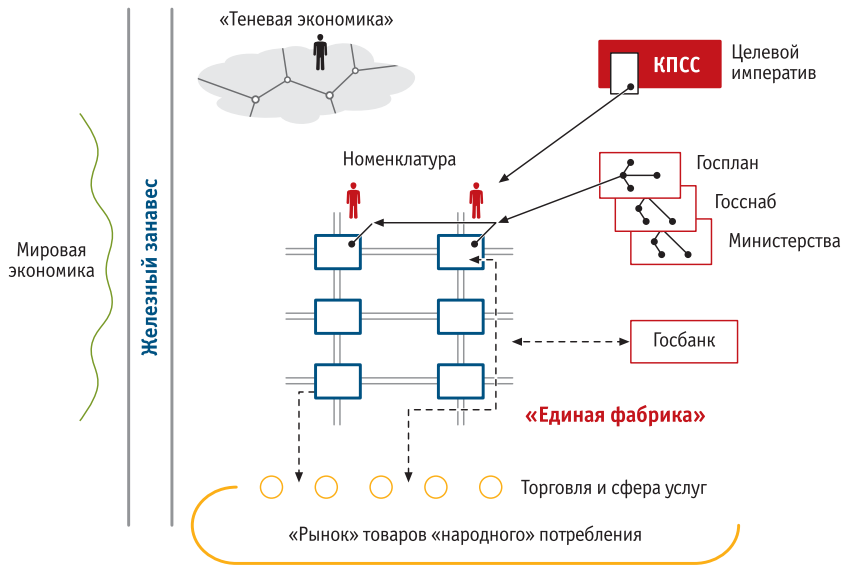 «Теневая экономика»
КПСС
Целевой
императив
Номенклатура
Госплан
Госснаб
Министерства
Мировая
экономика
Железный занавес
Госбанк
«Единая фабрика»
Торговля и сфера услуг
«Рынок» товаров «народного» потребления